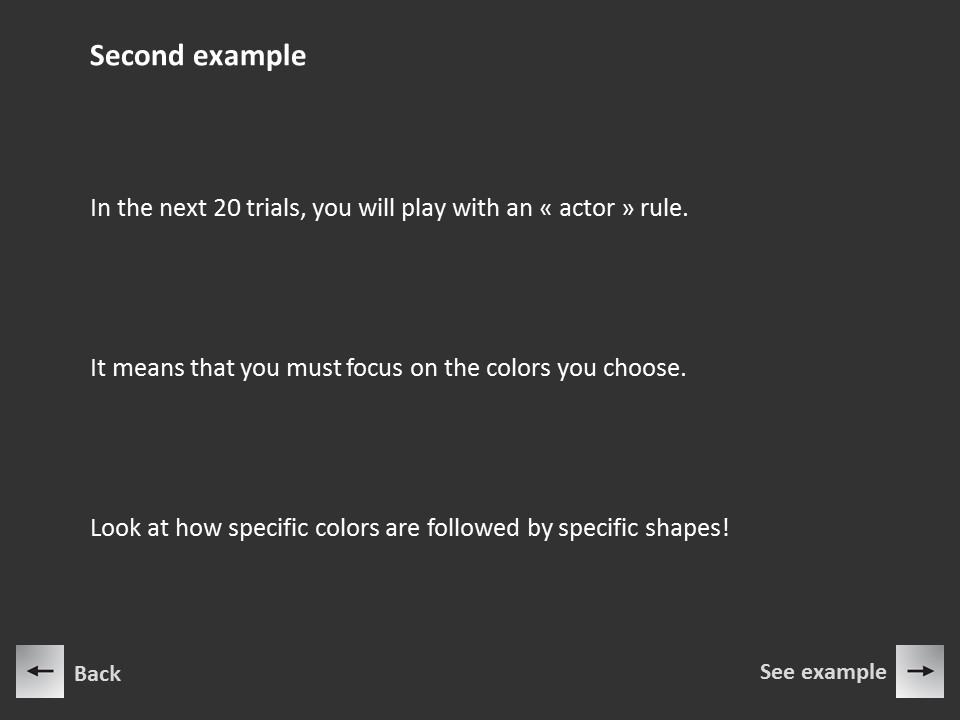 Second example
In the next 20 trials, you will play with an « actor » rule.
It means that you must focus on the colors you choose.
Look at how specific colors are followed by specific shapes!
Back
See example